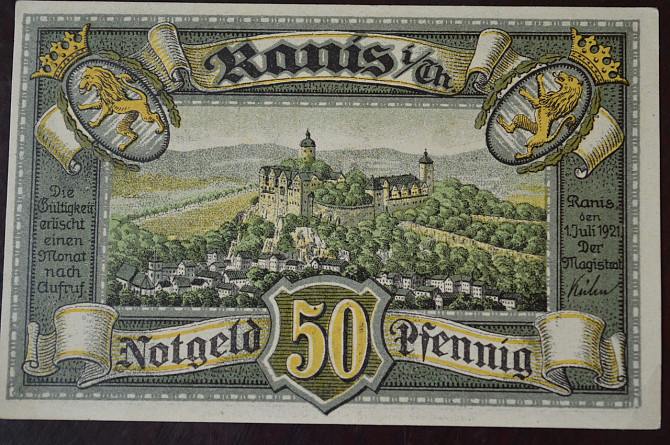 Ranis i/Th
Die
Gültigkeit
erlischt
einen
Monat
nach
Aufruf.
Ranis,
den
1. Juli 1921.
Der
Magistrat
Notgeld 50 Pfennig